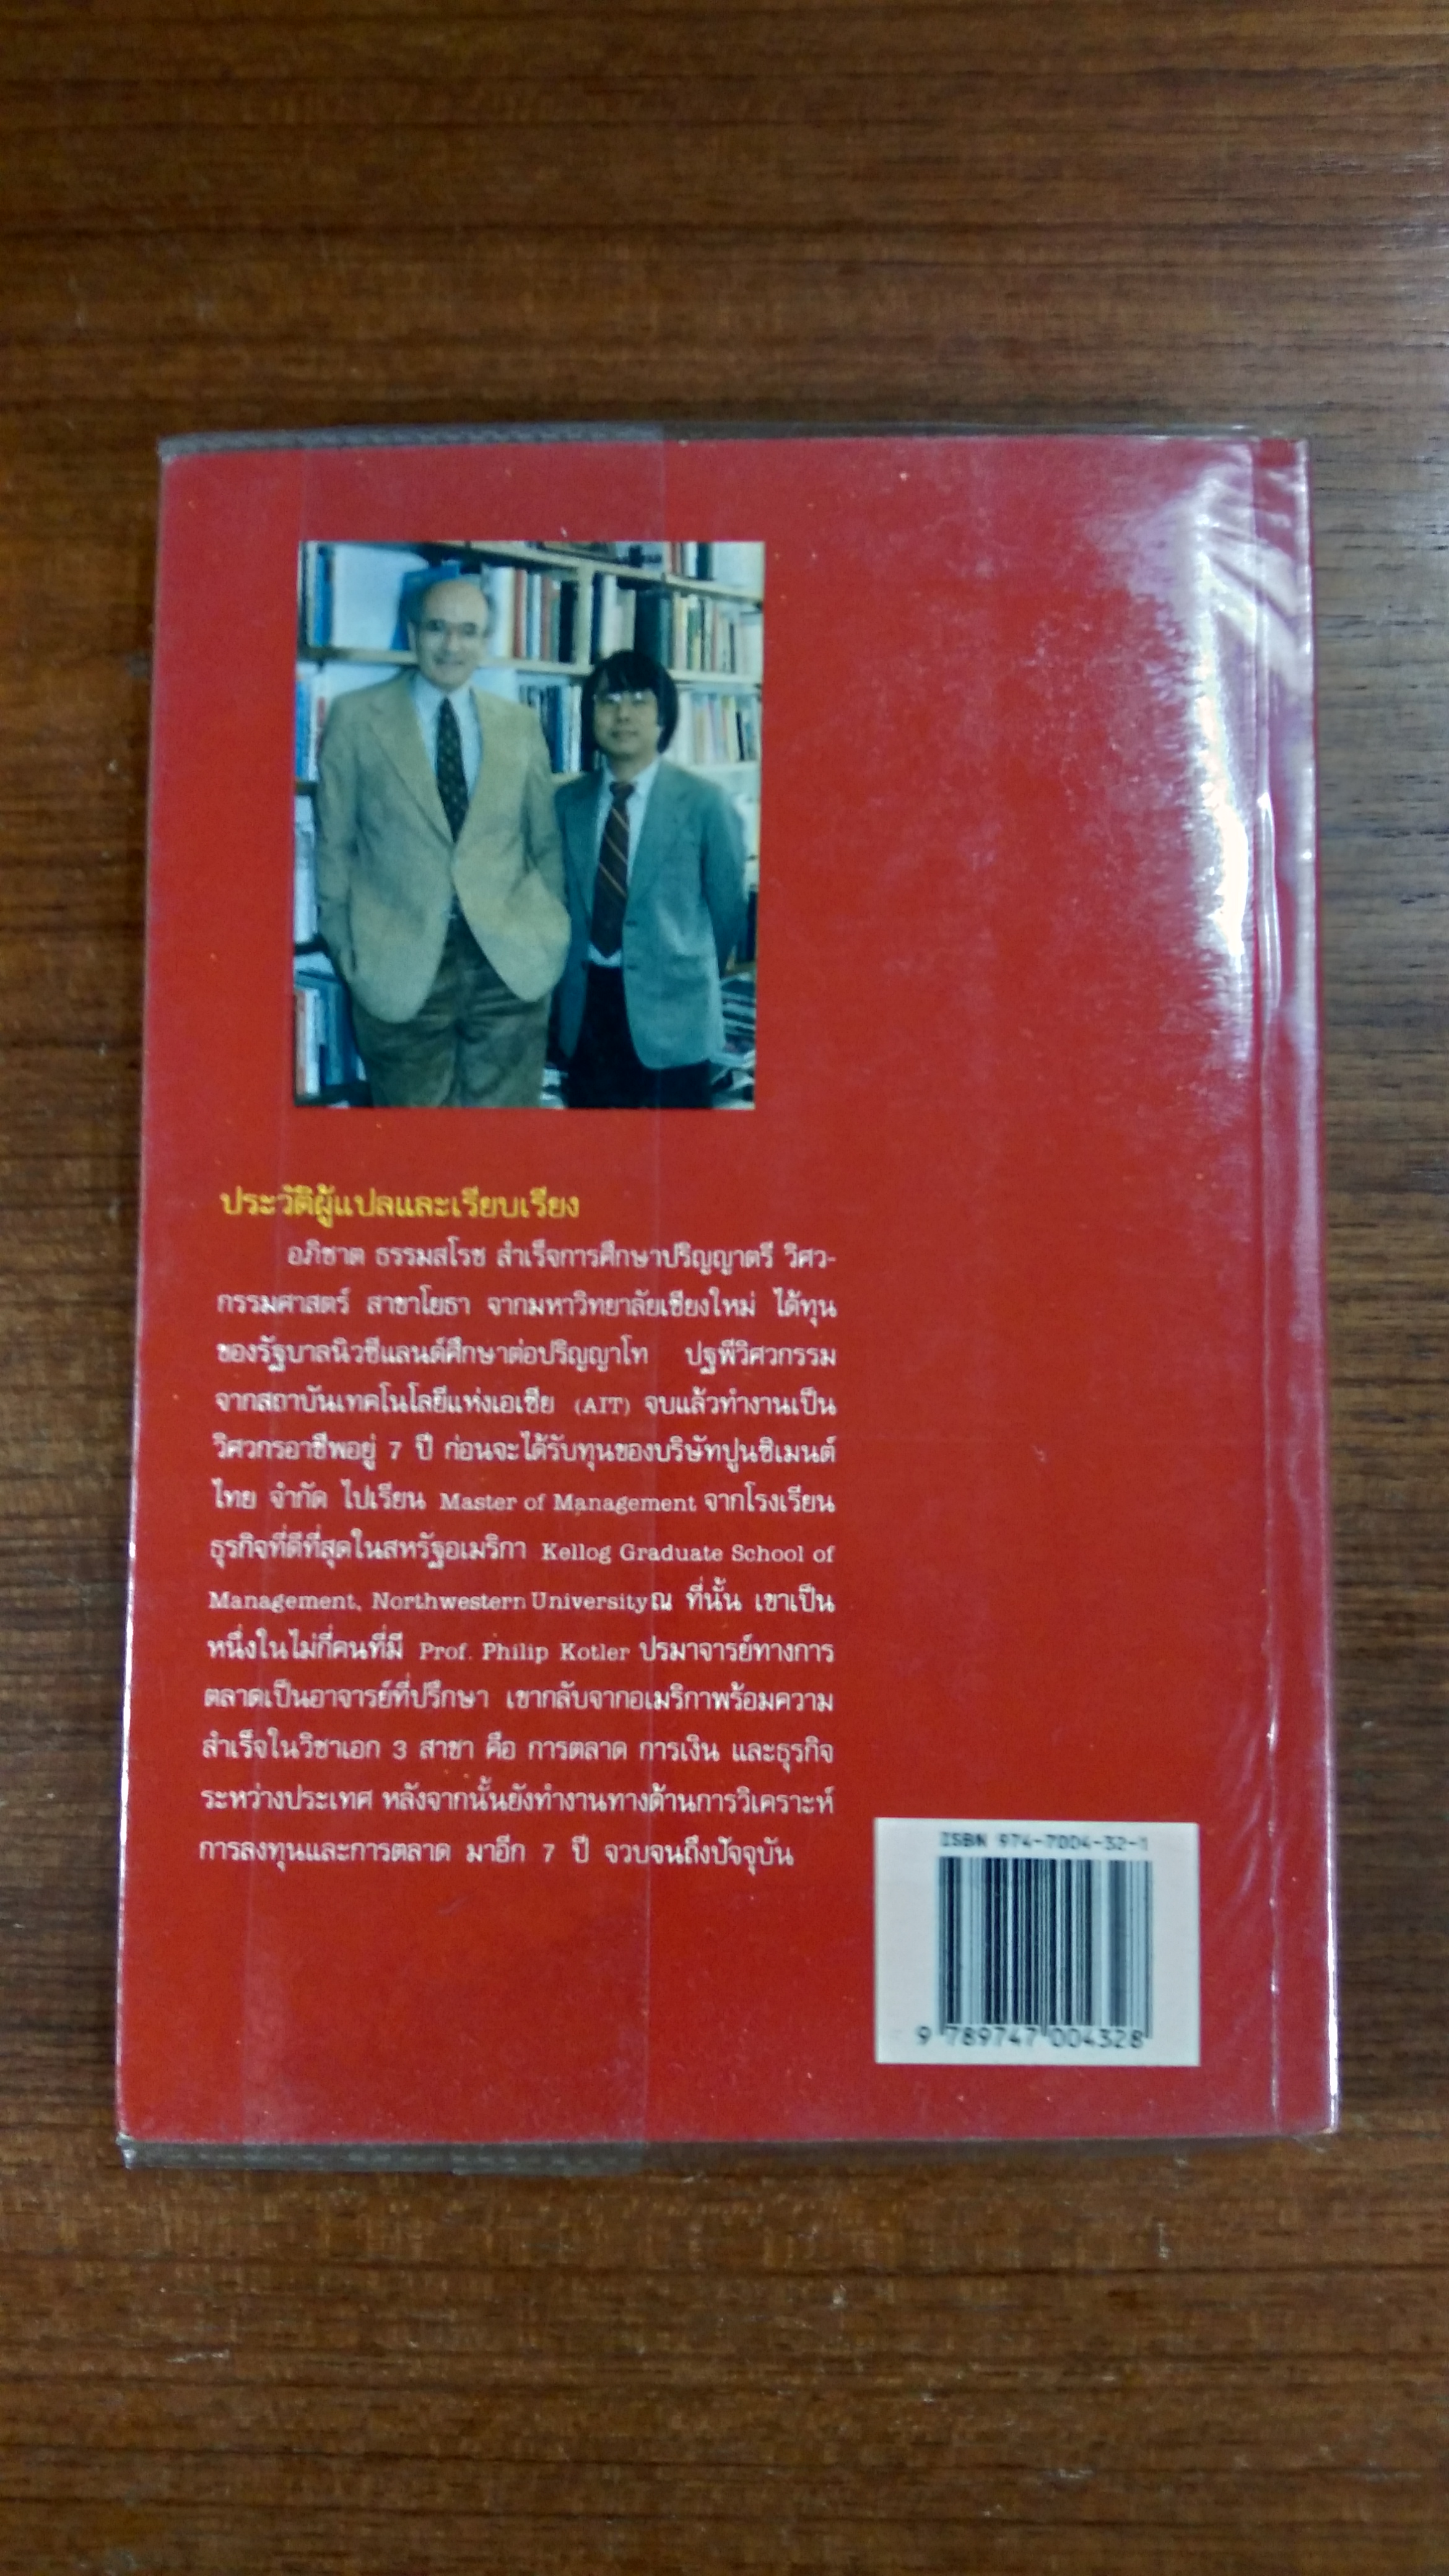 ประวัติผู้แปลและเรียบเรียง
อภิชาต ธรรมสโรช สำเร็จการศึกษาปริญญาตรี วิศว-
กรรมศาสตร์ สาขาโยธา จากมหาวิทยาลัยเชียงใหม่ ได้ทุน
ของรัฐบาลนิวซีแลนด์ศึกษาต่อปริญญาโท ปฐพีวิศวกรรม
จากสถาบันเทคโนโลยีแห่งเอเซีย (AIT) จบแล้วทำงานเป็น
วิศวกรอาชีพอยู่ 7 ปี ก่อนจะได้รับทุนของบริษัทปูนซิเมนต์
ไทย จำกัด ไปเรียน Master of Management จากโรงเรียน
ธุรกิจที่ดีที่สุดในสหรัฐอเมริกา Kellog Graduate School of
Management, Northwestern University ณ ที่นั้น เขาเป็น
หนึ่งในไม่กี่คนที่มี Prof. Philip Kotler ปรมาจารย์ทางการ
ตลาดเป็นอาจารย์ที่ปรึกษา เขากลับจากอเมริกาพร้อมความ
สำเร็จในวิชาเอก 3 สาขา คือ การตลาด การเงิน และธุรกิจ
ระหว่างประเทศ หลังจากนั้นยังทำงานทางด้านการวิเคราะห์
การลงทุนและการตลาด มาอีก 7 ปี จวบจนถึงปัจจุบัน
ISBN 974-7004-32-1
9 789747 004328